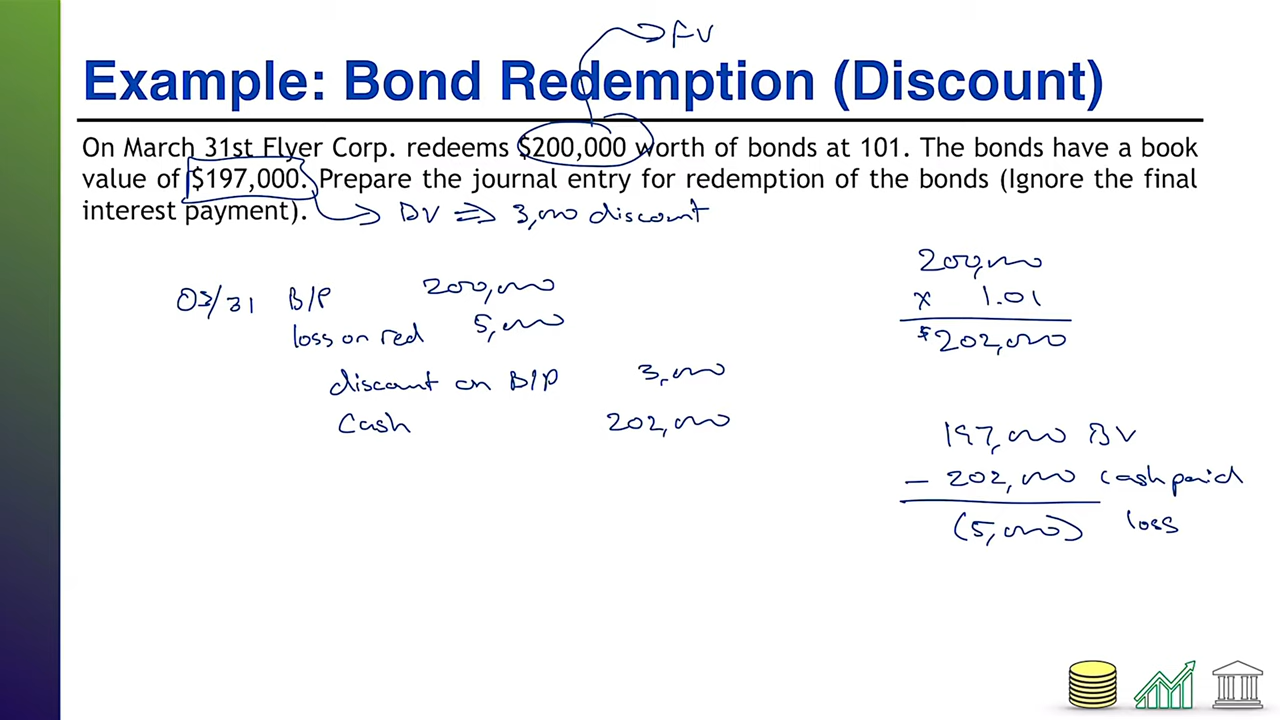 FV
Example: Bond Redemption (Discount)
On March 31st Flyer Corp. redeems $200,000 worth of bonds at 101. The bonds have a book
value of $197,000. Prepare the journal entry for redemption of the bonds (Ignore the final
interest payment).
BV => 3,000 discount
03/31 B/P 200,000
loss on red 5,000
discount on B/P 3,000
Cash 202,000
200,000
x 1.01
$202,000
197,000 BV
- 202,000 cash paid
(5,000) loss